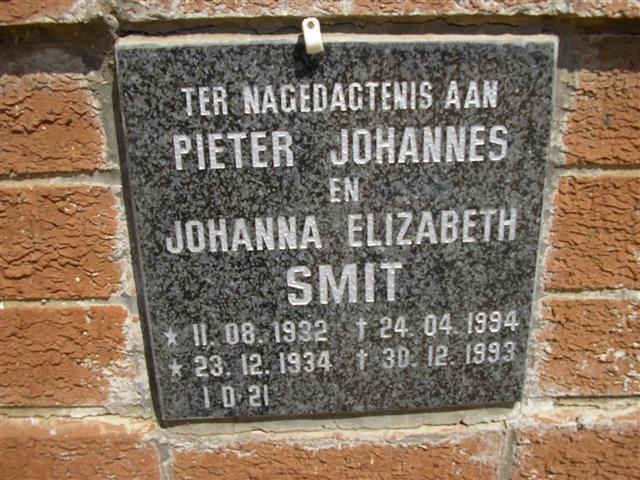 TER NAGEDAGTENIS AAN
PIETER JOHANNES
EN
JOHANNA ELIZABETH
SMIT
* 11. 08. 1932 † 24. 04. 1994
* 23. 12. 1934 † 30. 12. 1993
1 D 21